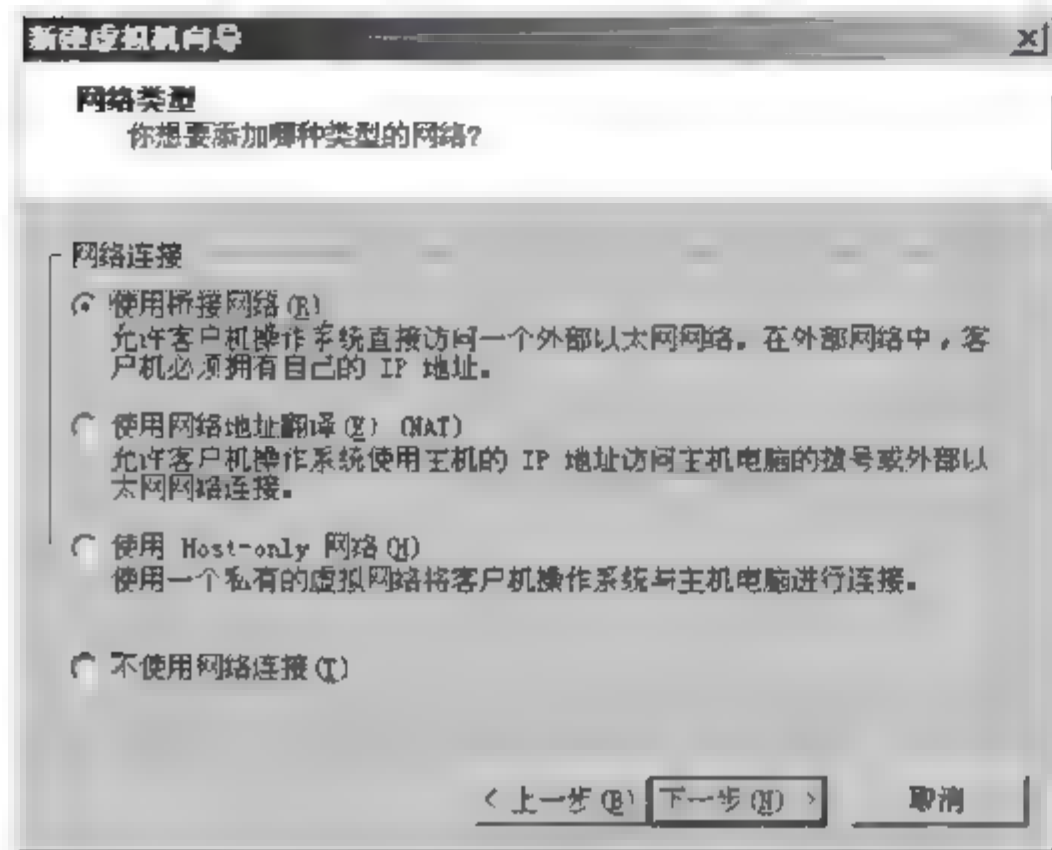 新建虚拟机向导
网络类型
你想要添加哪种类型的网络?
网络连接
使用桥接网络(R)
允许客户机操作系统直接访问一个外部以太网网络。在外部网络中，客
户机必须拥有自己的 IP 地址。
使用网络地址翻译(E) (NAT)
允许客户机操作系统使用主机的 IP 地址访问主机电脑的拨号或外部以
太网网络连接。
使用 Host-only 网络(H)
使用一个私有的虚拟网络将客户机操作系统与主机电脑进行连接。
不使用网络连接(T)
< 上一步(B) 下一步(N) > 取消